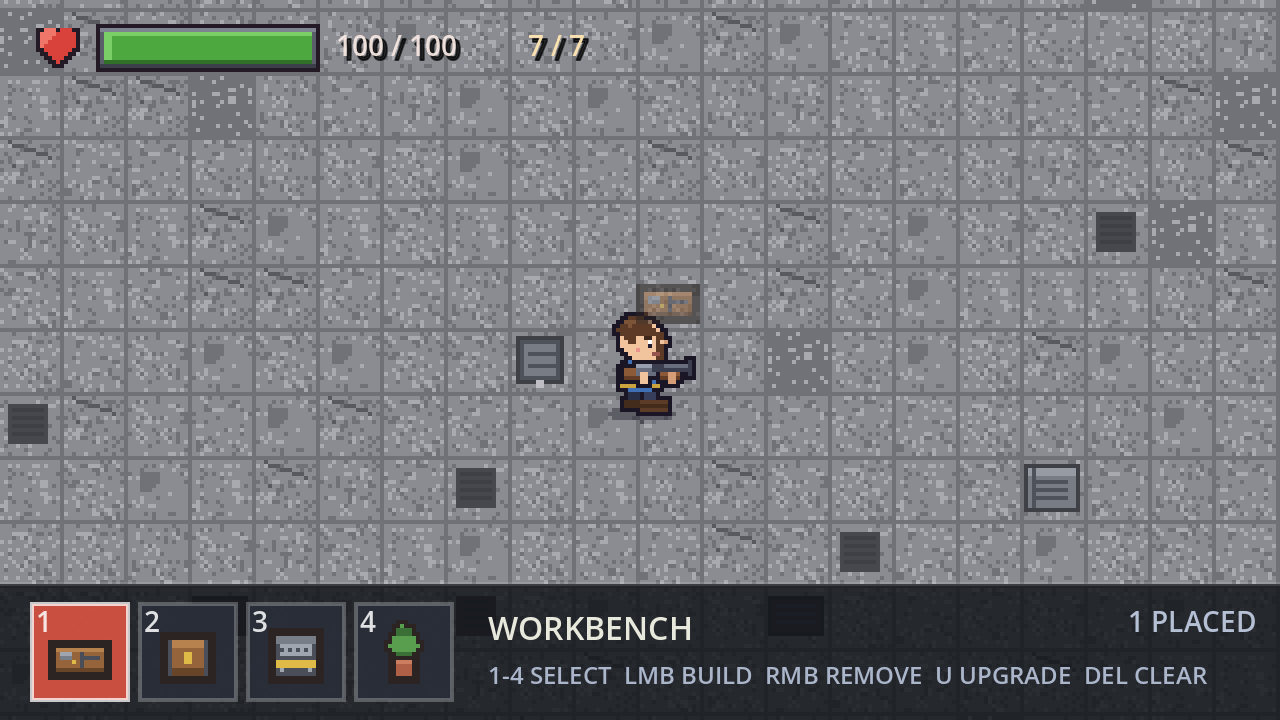 100 / 100 7 / 7
1 2 3 4
WORKBENCH
1 PLACED
1-4 SELECT LMB BUILD RMB REMOVE U UPGRADE DEL CLEAR